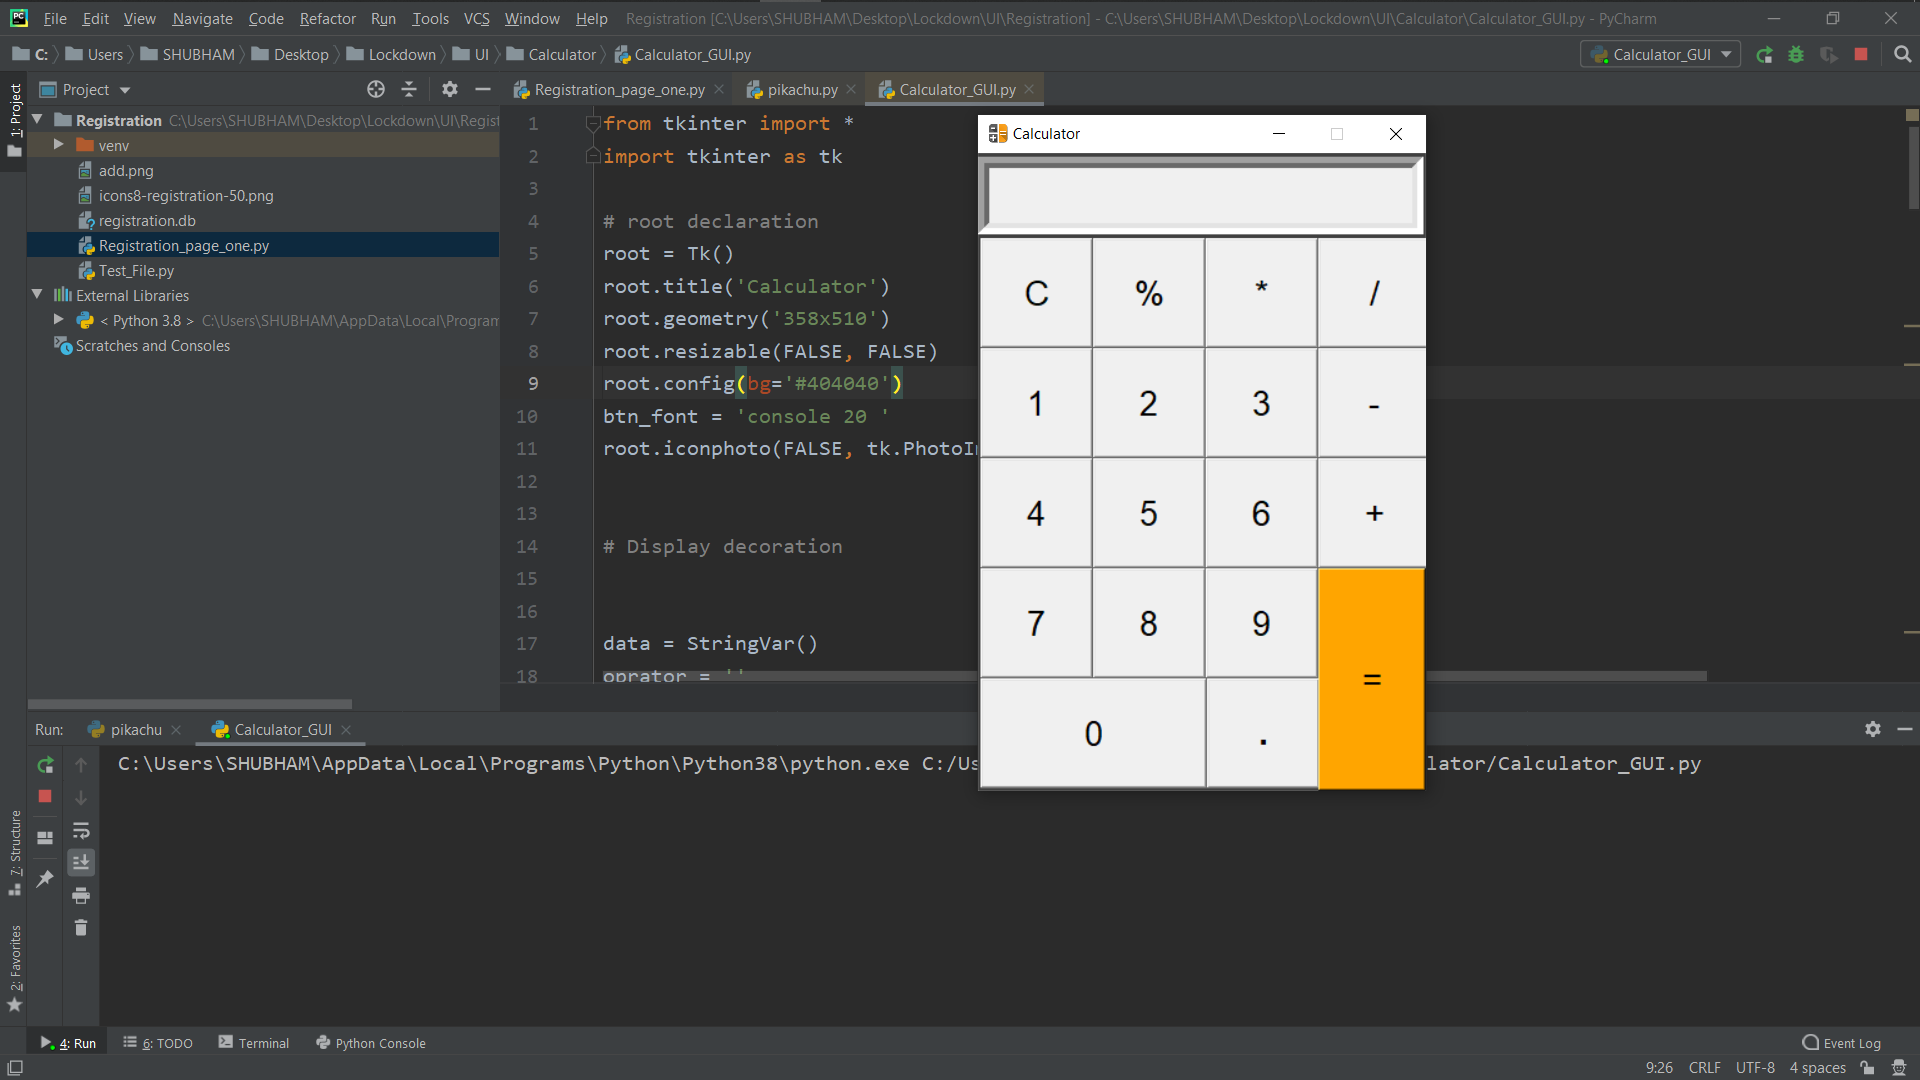 File Edit View Navigate Code Refactor Run Tools VCS Window Help Registration [C:\Users\SHUBHAM\Desktop\Lockdown\UI\Registration] - C:\Users\SHUBHAM\Desktop\Lockdown\UI\Calculator\Calculator_GUI.py - PyCharm
C: Users SHUBHAM Desktop Lockdown UI Calculator Calculator_GUI.py Calculator_GUI
Project Registration_page_one.py pikachu.py Calculator_GUI.py
1: Project
Registration C:\Users\SHUBHAM\Desktop\Lockdown\UI\Regist
venv
add.png
icons8-registration-50.png
registration.db
Registration_page_one.py
Test_File.py
External Libraries
< Python 3.8 > C:\Users\SHUBHAM\AppData\Local\Program
Scratches and Consoles
1 from tkinter import *
2 import tkinter as tk
3
4 # root declaration
5 root = Tk()
6 root.title('Calculator')
7 root.geometry('358x510')
8 root.resizable(FALSE, FALSE)
9 root.config(bg='#404040')
10 btn_font = 'console 20 '
11 root.iconphoto(FALSE, tk.PhotoI
12
13
14 # Display decoration
15
16
17 data = StringVar()
18 oprator = ''
Calculator
C % * /
1 2 3 -
4 5 6 +
7 8 9 =
0 .
Run: pikachu Calculator_GUI
C:\Users\SHUBHAM\AppData\Local\Programs\Python\Python38\python.exe C:/Us lator/Calculator_GUI.py
7: Structure
2: Favorites
4: Run 6: TODO Terminal Python Console Event Log
9:26 CRLF UTF-8 4 spaces